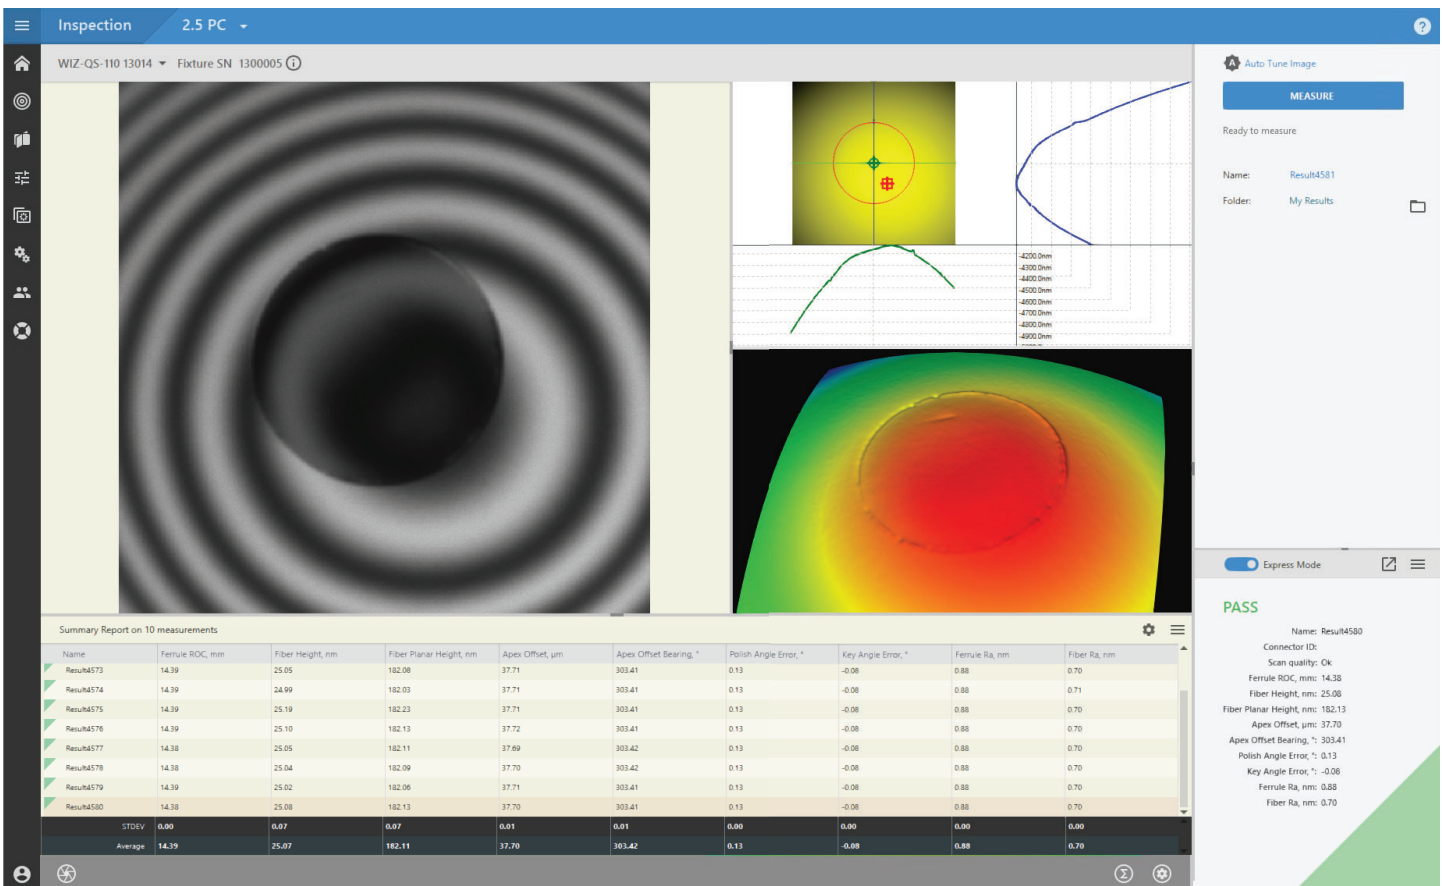 Inspection 2.5 PC
?
WIZ-QS-110 13014 Fixture SN 1300005
A Auto Tune Image
MEASURE
Ready to measure
Name: Result4581
Folder: My Results
-4200.0nm
-4300.0nm
-4400.0nm
-4500.0nm
-4600.0nm
-4700.0nm
-4800.0nm
-4900.0nm
Express Mode
PASS
Name: Result4580
Connector ID:
Scan quality: Ok
Ferrule ROC, mm: 14.38
Fiber Height, nm: 25.08
Fiber Planar Height, nm: 182.13
Apex Offset, µm: 37.70
Apex Offset Bearing, °: 303.41
Polish Angle Error, °: 0.13
Key Angle Error, °: -0.08
Ferrule Ra, nm: 0.88
Fiber Ra, nm: 0.70
Summary Report on 10 measurements
Name Ferrule ROC, mm Fiber Height, nm Fiber Planar Height, nm Apex Offset, µm Apex Offset Bearing, ° Polish Angle Error, ° Key Angle Error, ° Ferrule Ra, nm Fiber Ra, nm
Result4573 14.39 25.05 182.08 37.71 303.41 0.13 -0.08 0.88 0.70
Result4574 14.39 24.99 182.03 37.71 303.41 0.13 -0.08 0.88 0.71
Result4575 14.39 25.19 182.23 37.71 303.41 0.13 -0.08 0.88 0.70
Result4576 14.39 25.10 182.13 37.72 303.41 0.13 -0.08 0.88 0.70
Result4577 14.38 25.05 182.11 37.69 303.42 0.13 -0.08 0.88 0.70
Result4578 14.38 25.04 182.09 37.70 303.42 0.13 -0.08 0.88 0.70
Result4579 14.39 25.02 182.06 37.71 303.41 0.13 -0.08 0.88 0.70
Result4580 14.38 25.08 182.13 37.70 303.41 0.13 -0.08 0.88 0.70
STDEV 0.00 0.07 0.07 0.01 0.01 0.00 0.00 0.00 0.00
Average 14.39 25.07 182.11 37.70 303.42 0.13 -0.08 0.88 0.70